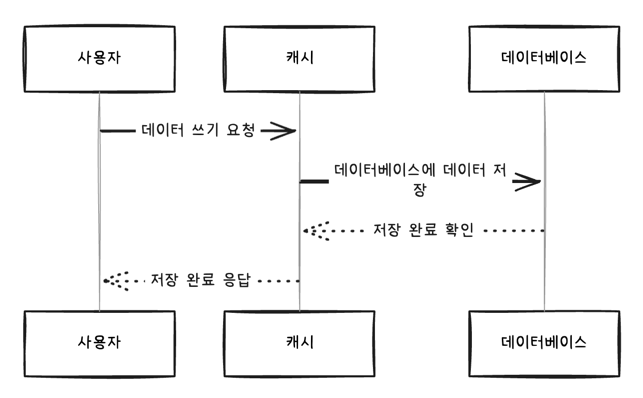 사용자
캐시
데이터베이스
데이터 쓰기 요청
데이터베이스에 데이터 저
장
저장 완료 확인
저장 완료 응답
사용자
캐시
데이터베이스